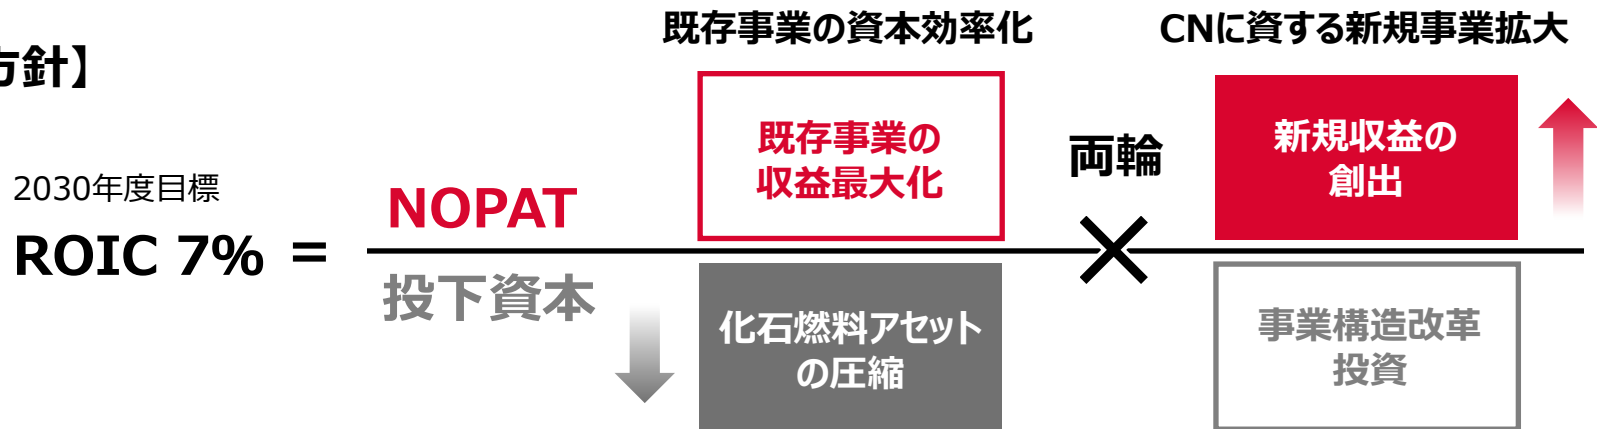 方針】
2030年度目標
ROIC 7% =
NOPAT
投下資本
既存事業の資本効率化
既存事業の
収益最大化
化石燃料アセット
の圧縮
両輪
×
CNに資する新規事業拡大
新規収益の
創出
事業構造改革
投資